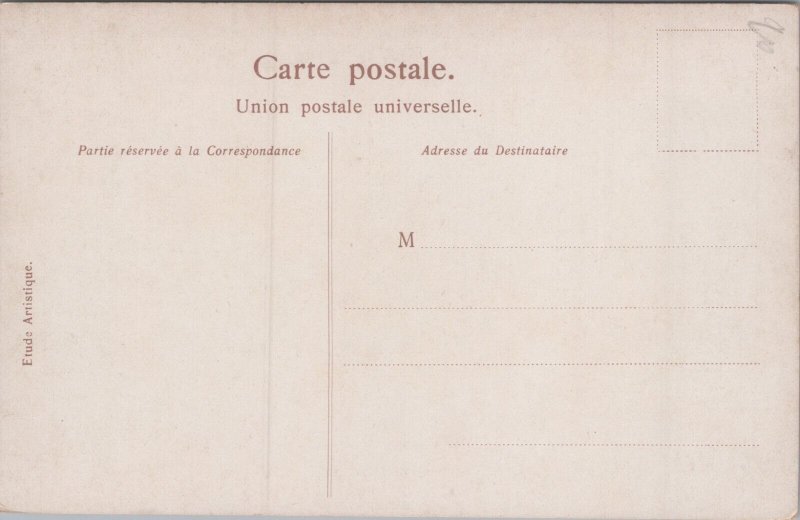 Carte postale.
Union postale universelle.
Partie réservée à la Correspondance
Adresse du Destinataire
M
Etude Artistique.